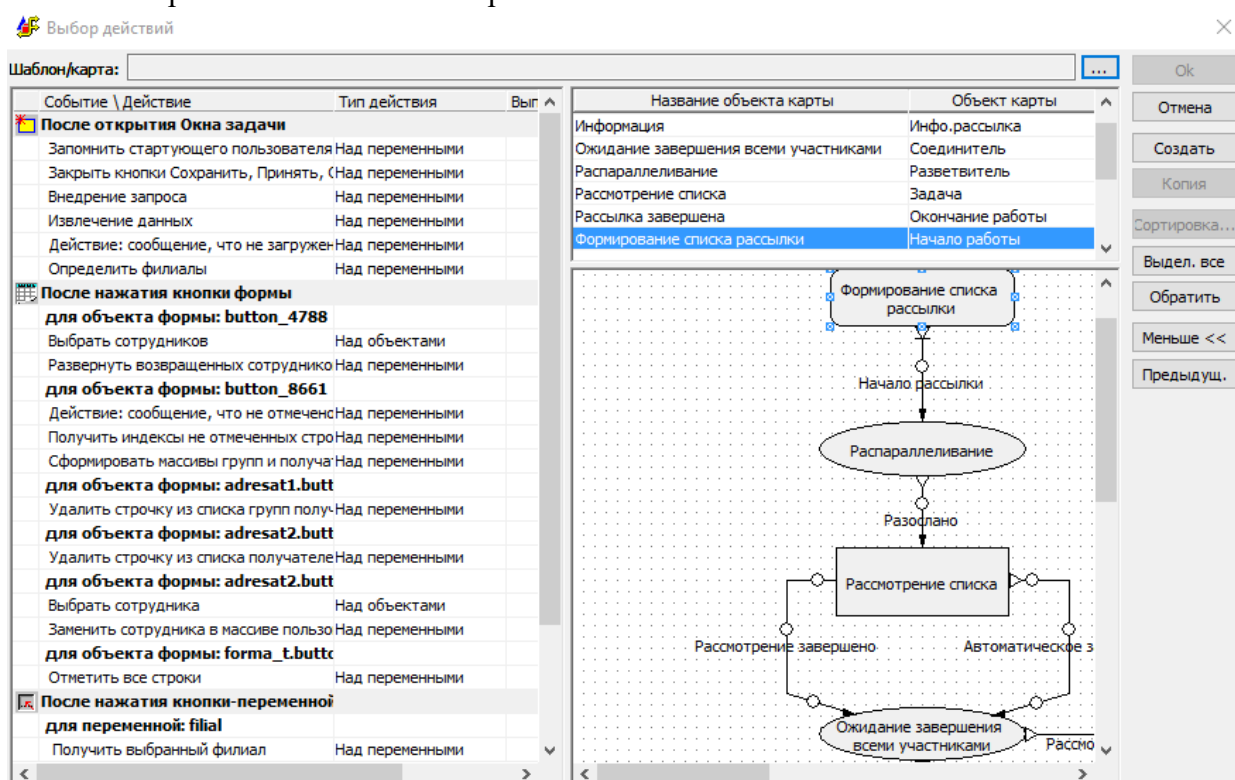 Выбор действий
Шаблон/карта:
...
Ok
Отмена
Создать
Копия
Сортировка...
Выдел. все
Обратить
Меньше <<
Предыдущ.
Событие \ Действие Тип действия Вып
После открытия Окна задачи
Запомнить стартующего пользователя Над переменными
Закрыть кнопки Сохранить, Принять, ( Над переменными
Внедрение запроса Над переменными
Извлечение данных Над переменными
Действие: сообщение, что не загружен Над переменными
Определить филиалы Над переменными
После нажатия кнопки формы
для объекта формы: button_4788
Выбрать сотрудников Над объектами
Развернуть возвращенных сотруднико Над переменными
для объекта формы: button_8661
Действие: сообщение, что не отмечено Над переменными
Получить индексы не отмеченных стро Над переменными
Сформировать массивы групп и получат Над переменными
для объекта формы: adresat1.butt
Удалить строчку из списка групп получ Над переменными
для объекта формы: adresat2.butt
Удалить строчку из списка получателе Над переменными
для объекта формы: adresat2.butt
Выбрать сотрудника Над объектами
Заменить сотрудника в массиве пользо Над переменными
для объекта формы: forma_t.butto
Отметить все строки Над переменными
После нажатия кнопки-переменной
для переменной: filial
Получить выбранный филиал Над переменными
Название объекта карты Объект карты
Информация Инфо.рассылка
Ожидание завершения всеми участниками Соединитель
Распараллеливание Разветвитель
Рассмотрение списка Задача
Рассылка завершена Окончание работы
Формирование списка рассылки Начало работы
Формирование списка
рассылки
Начало рассылки
Распараллеливание
Разослано
Рассмотрение списка
Рассмотрение завершено
Автоматическое з
Ожидание завершения
всеми участниками
Рассмо